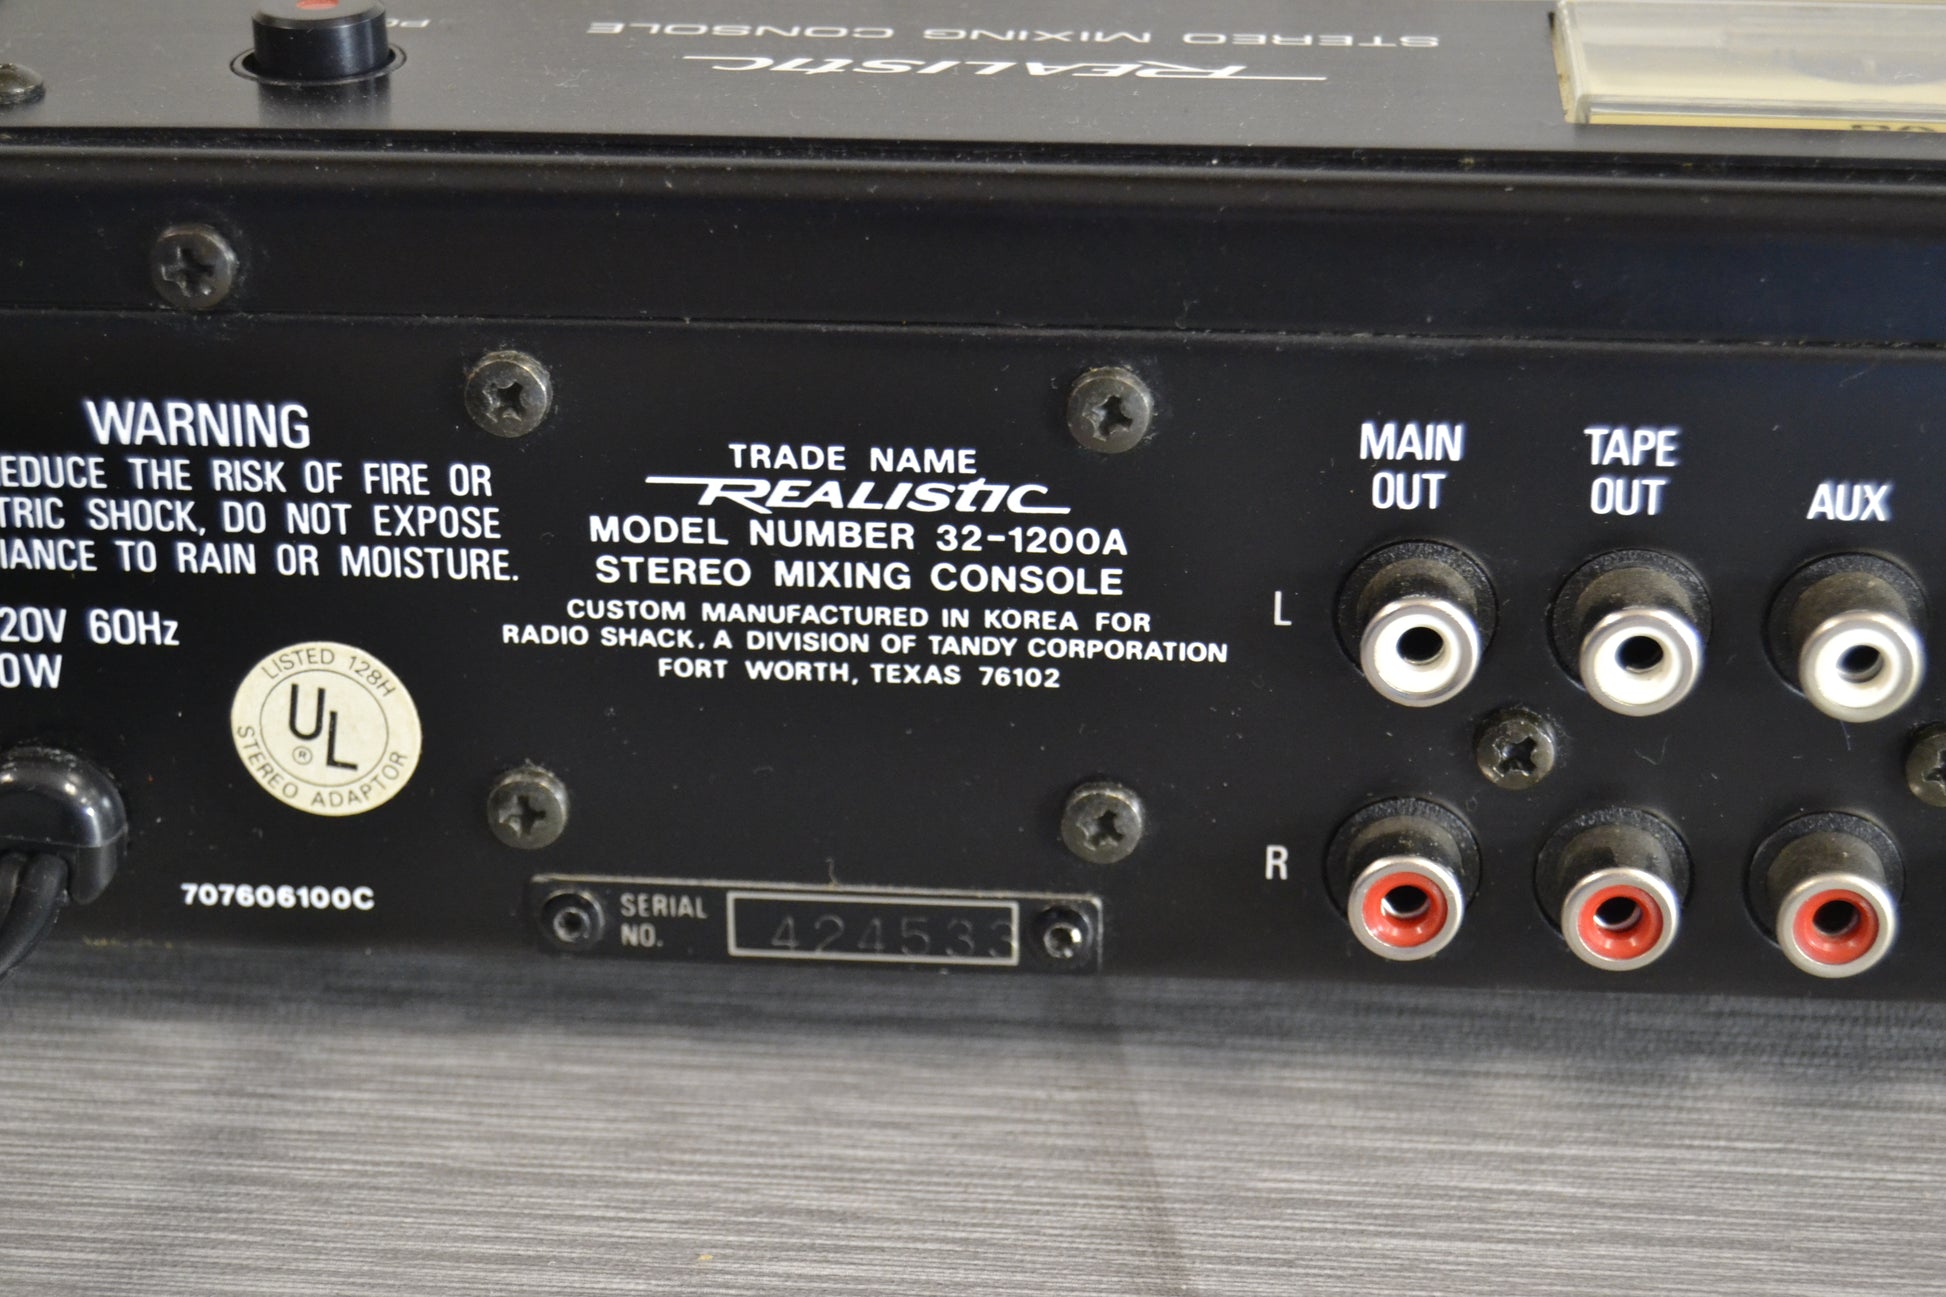 STEREO MIXING CONSOLE
REALISTIC
WARNING
EDUCE THE RISK OF FIRE OR
TRIC SHOCK, DO NOT EXPOSE
IANCE TO RAIN OR MOISTURE.
20V 60Hz
0W
LISTED 128H
UL
®
STEREO ADAPTOR
707606100C
TRADE NAME
REALISTIC
MODEL NUMBER 32-1200A
STEREO MIXING CONSOLE
CUSTOM MANUFACTURED IN KOREA FOR
RADIO SHACK, A DIVISION OF TANDY CORPORATION
FORT WORTH, TEXAS 76102
SERIAL
NO.
424533
MAIN
OUT
TAPE
OUT
AUX
L
R